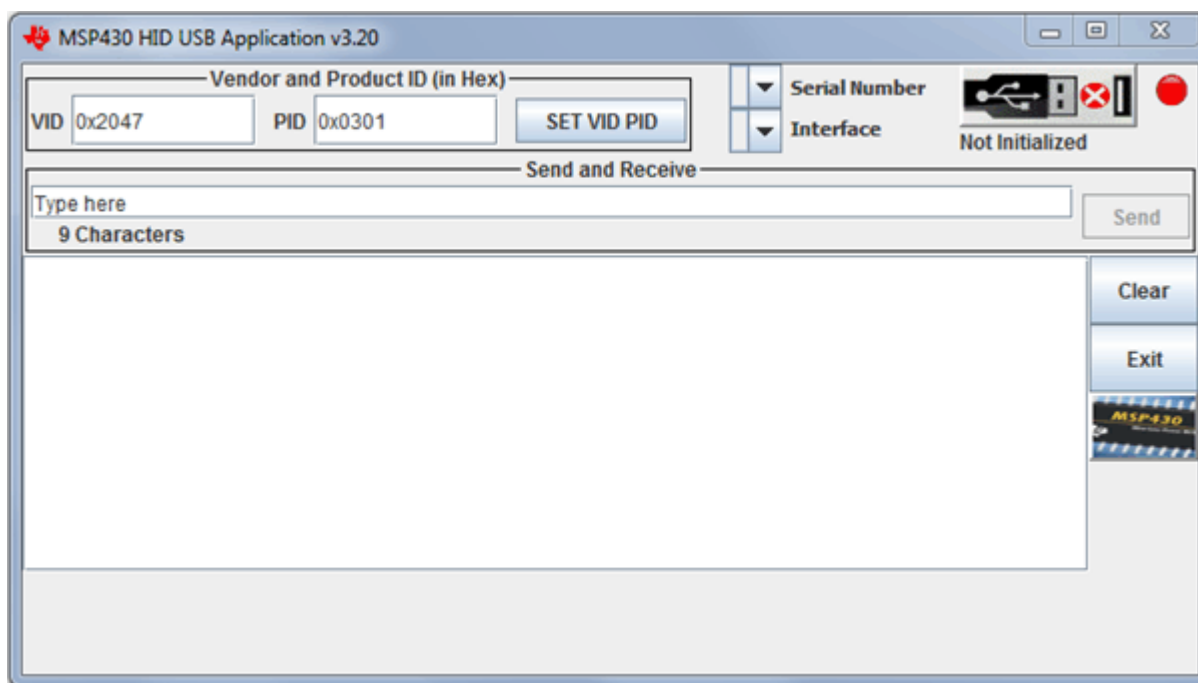 MSP430 HID USB Application v3.20
Vendor and Product ID (in Hex)
VID 0x2047 PID 0x0301 SET VID PID
Serial Number
Interface
Not Initialized
Send and Receive
Type here
9 Characters
Send
Clear
Exit
MSP430